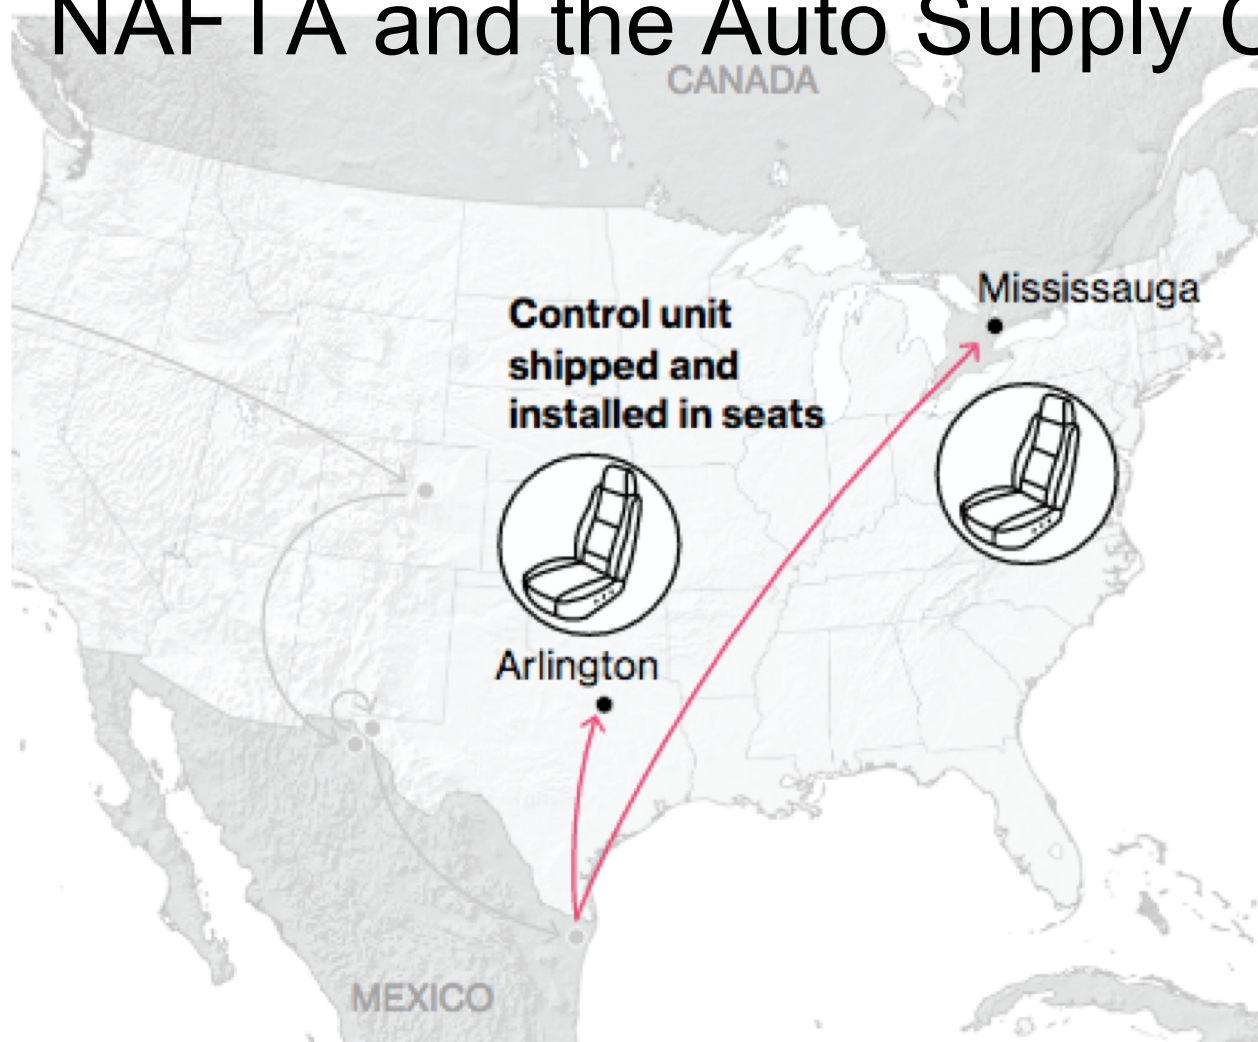 NAFTA and the Auto Supply
CANADA
Mississauga
Control unit
shipped and
installed in seats
Arlington
MEXICO